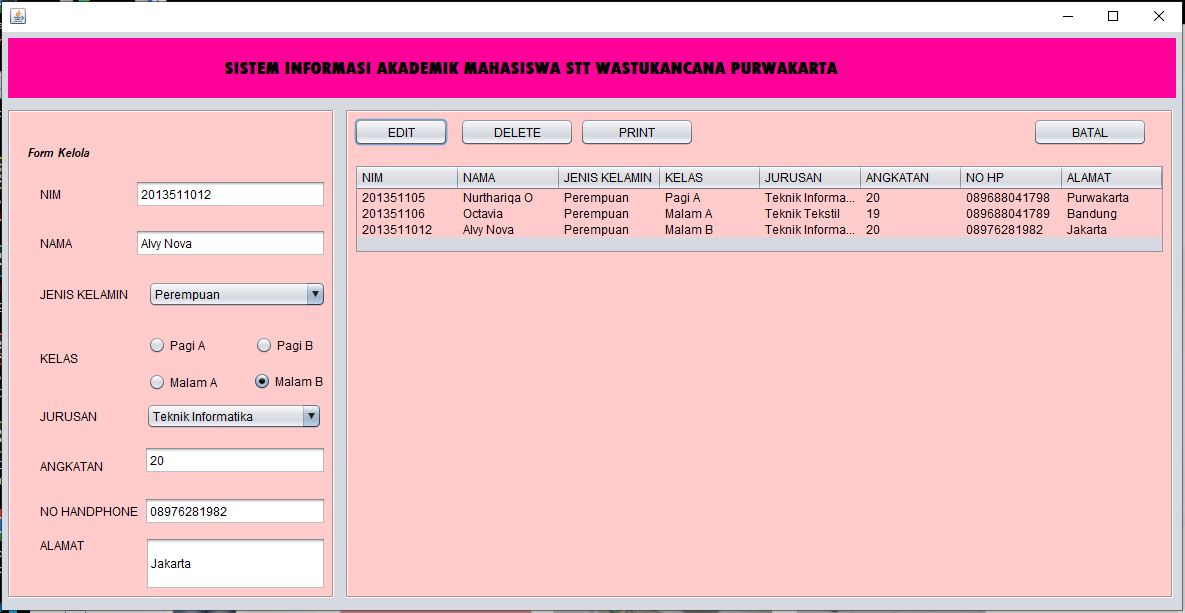 SISTEM INFORMASI AKADEMIK MAHASISWA STT WASTUKANCANA PURWAKARTA
Form Kelola
NIM 2013511012
NAMA Alvy Nova
JENIS KELAMIN Perempuan
KELAS
Pagi A Pagi B
Malam A Malam B
JURUSAN Teknik Informatika
ANGKATAN 20
NO HANDPHONE 08976281982
ALAMAT Jakarta
EDIT DELETE PRINT BATAL
NIM NAMA JENIS KELAMIN KELAS JURUSAN ANGKATAN NO HP ALAMAT
201351105 Nurthariqa O Perempuan Pagi A Teknik Informa... 20 089688041798 Purwakarta
201351106 Octavia Perempuan Malam A Teknik Tekstil 19 089688041789 Bandung
2013511012 Alvy Nova Perempuan Malam B Teknik Informa... 20 08976281982 Jakarta